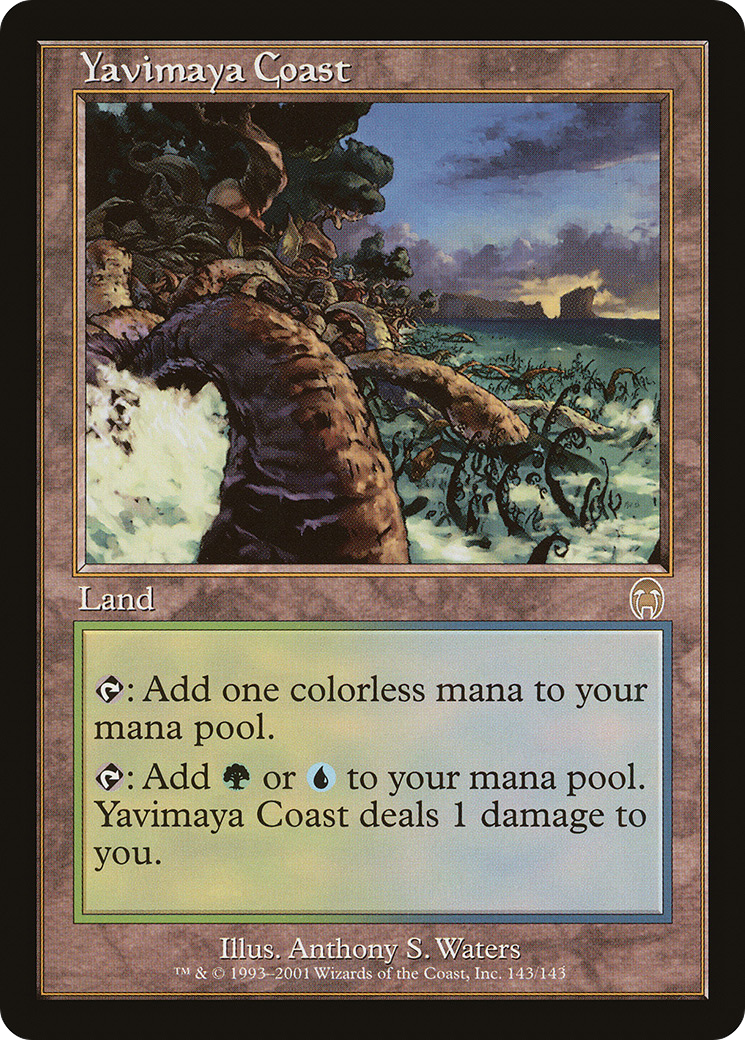 Yavimaya Coast
Land
: Add one colorless mana to your
mana pool.
: Add or to your mana pool.
Yavimaya Coast deals 1 damage to
you.
Illus. Anthony S. Waters
™ & © 1993–2001 Wizards of the Coast, Inc. 143/143